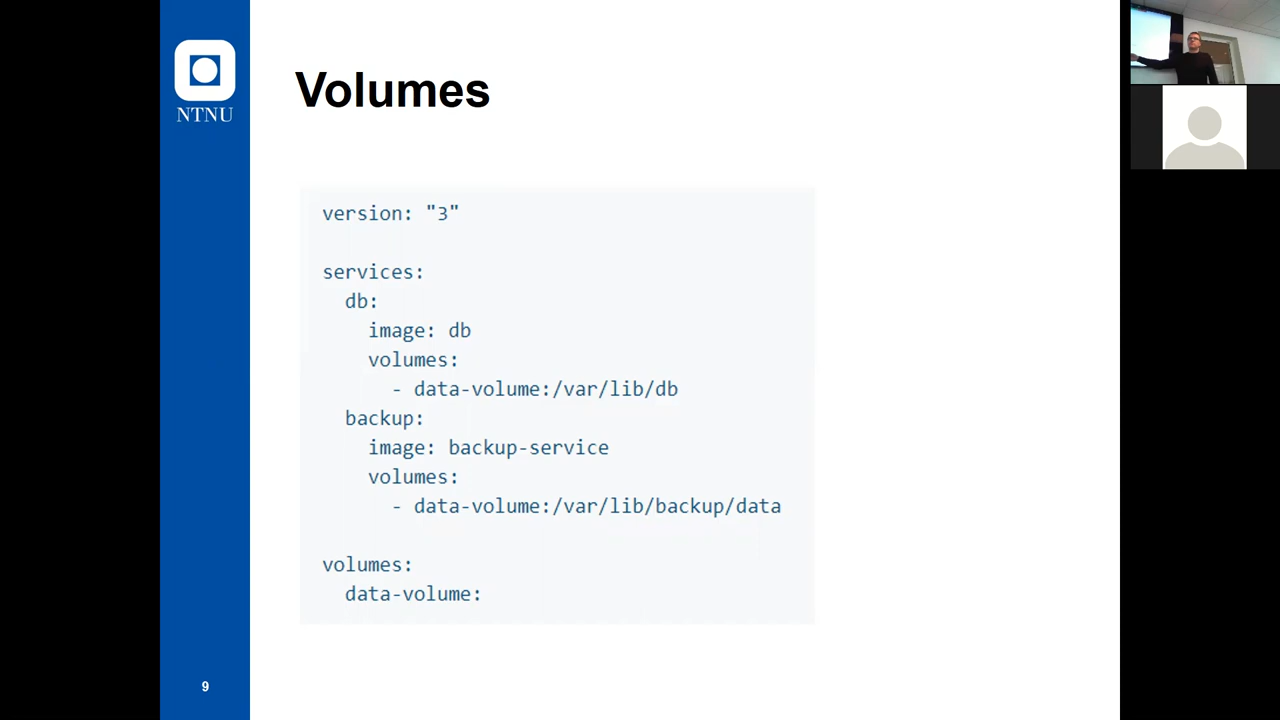 NTNU
Volumes
version: "3"
services:
db:
image: db
volumes:
- data-volume:/var/lib/db
backup:
image: backup-service
volumes:
- data-volume:/var/lib/backup/data
volumes:
data-volume:
9